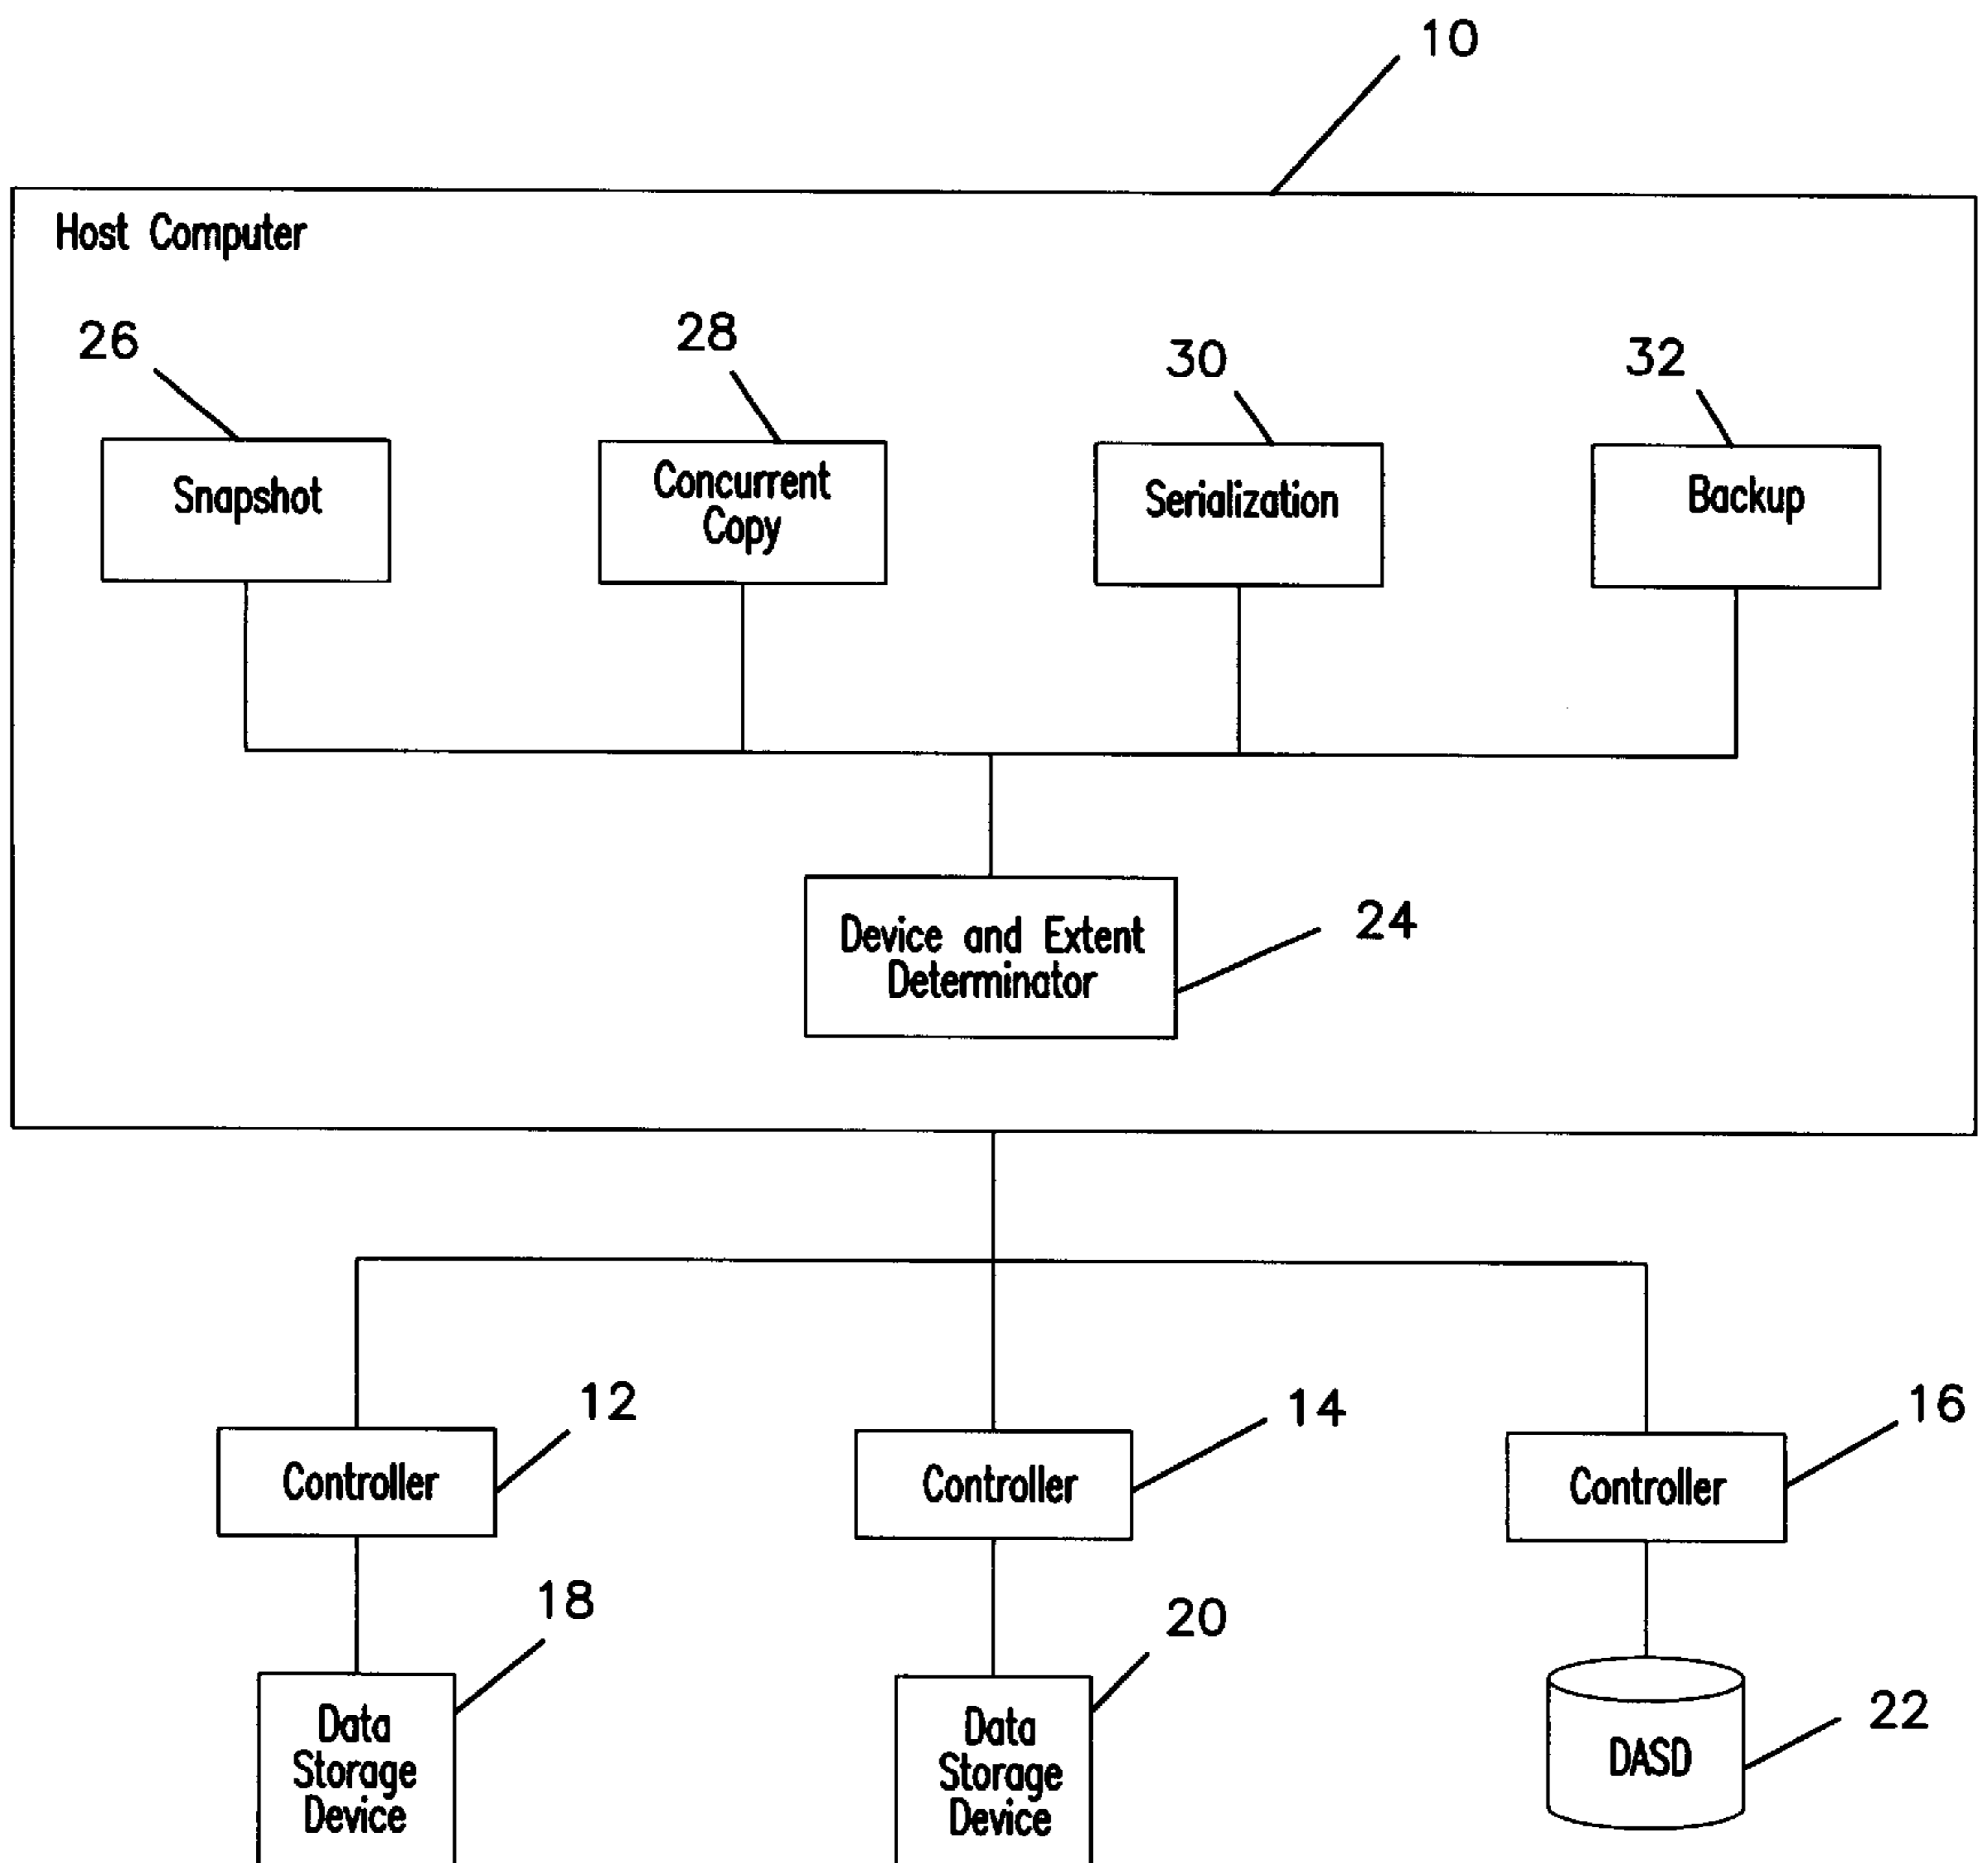 10
Host Computer
26
28
30
32
Snapshot
Concurrent
Copy
Serialization
Backup
Device and Extent
Determinator
24
12
14
16
Controller
Controller
Controller
18
20
22
Data
Storage
Device
Data
Storage
Device
DASD